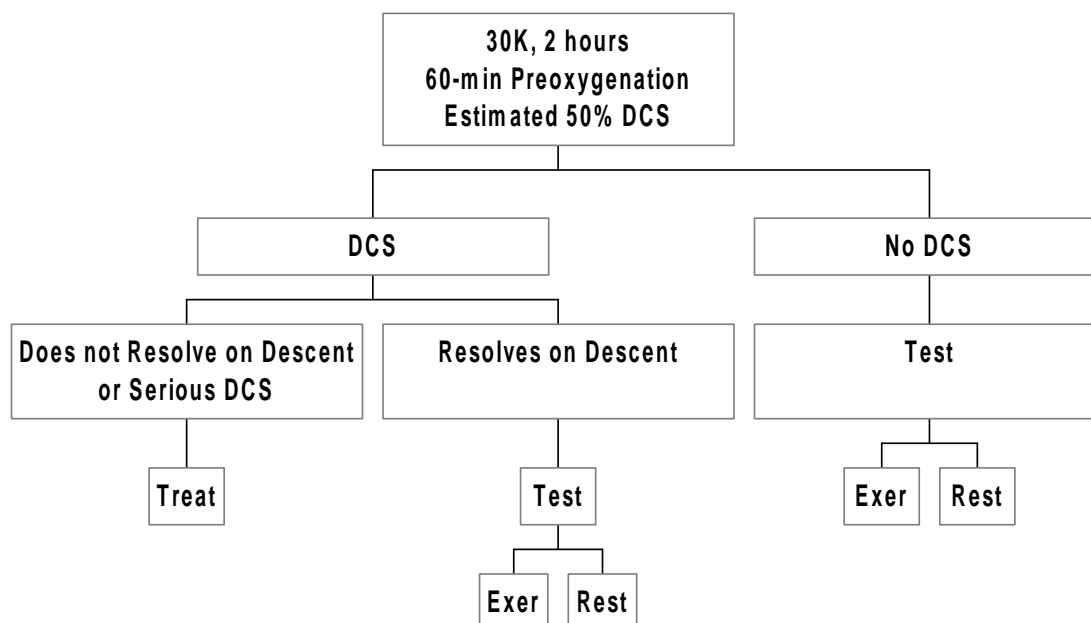 30K, 2 hours
60-min Preoxygenation
Estimated 50% DCS
DCS
No DCS
Does not Resolve on Descent
or Serious DCS
Resolves on Descent
Test
Treat
Test
Exer
Rest
Exer
Rest